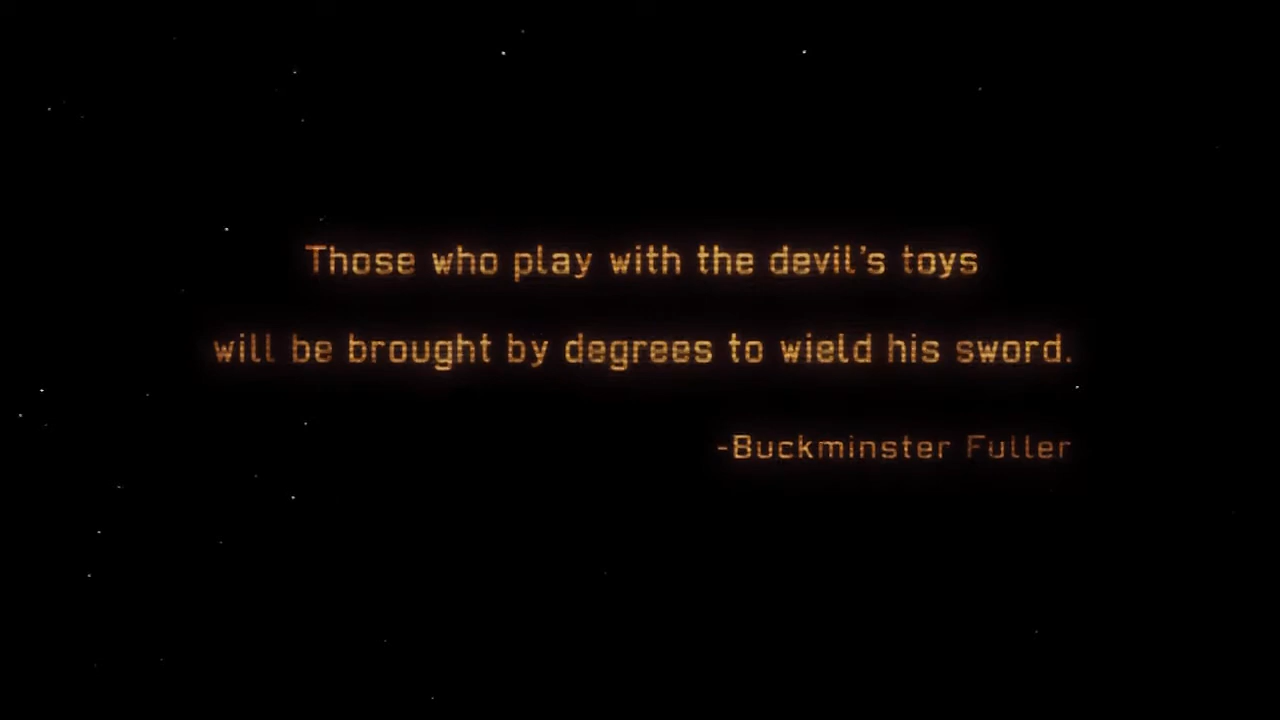 Those who play with the devil's toys
will be brought by degrees to wield his sword.
-Buckminster Fuller